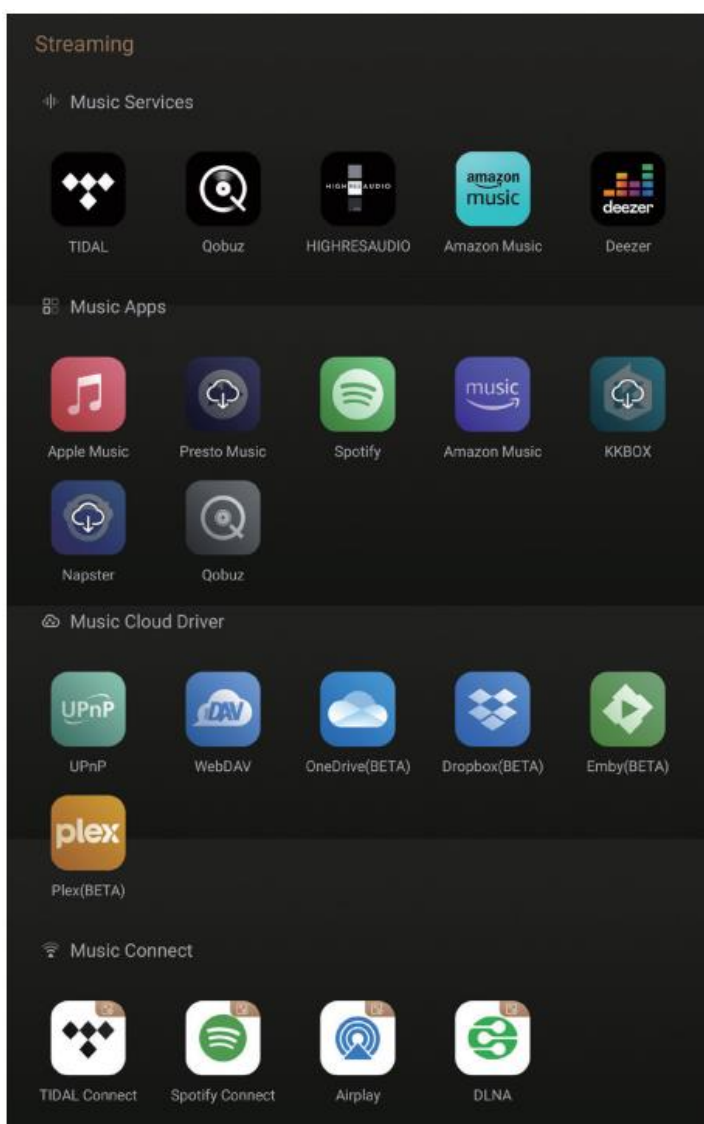 Streaming
Music Services
HIGHRESAUDIO
amazon
music
deezer
TIDAL Qobuz HIGHRESAUDIO Amazon Music Deezer
Music Apps
music
Apple Music Presto Music Spotify Amazon Music KKBOX
Napster Qobuz
Music Cloud Driver
UPnP DAV
UPnP WebDAV OneDrive(BETA) Dropbox(BETA) Emby(BETA)
plex
Plex(BETA)
Music Connect
TIDAL Connect Spotify Connect Airplay DLNA